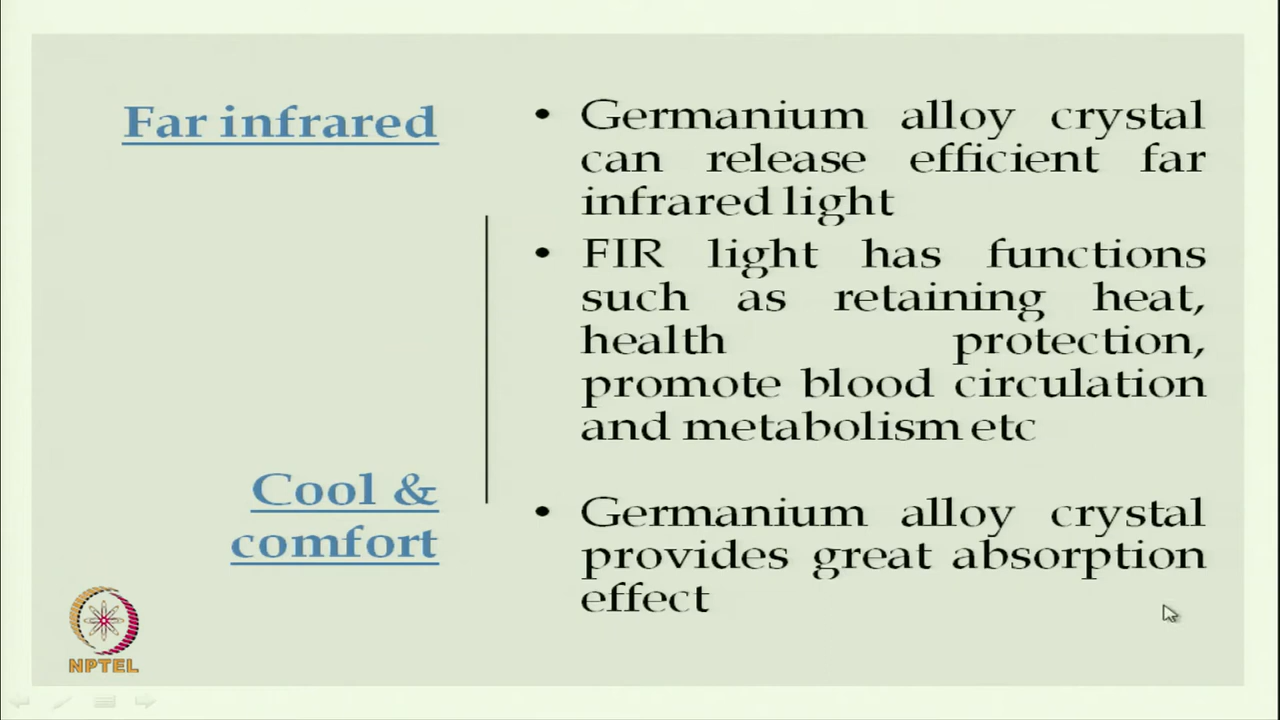 Far infrared
• Germanium alloy crystal
can release efficient far
infrared light
• FIR light has functions
such as retaining heat,
health protection,
promote blood circulation
and metabolism etc
Cool &
comfort
• Germanium alloy crystal
provides great absorption
effect
NPTEL